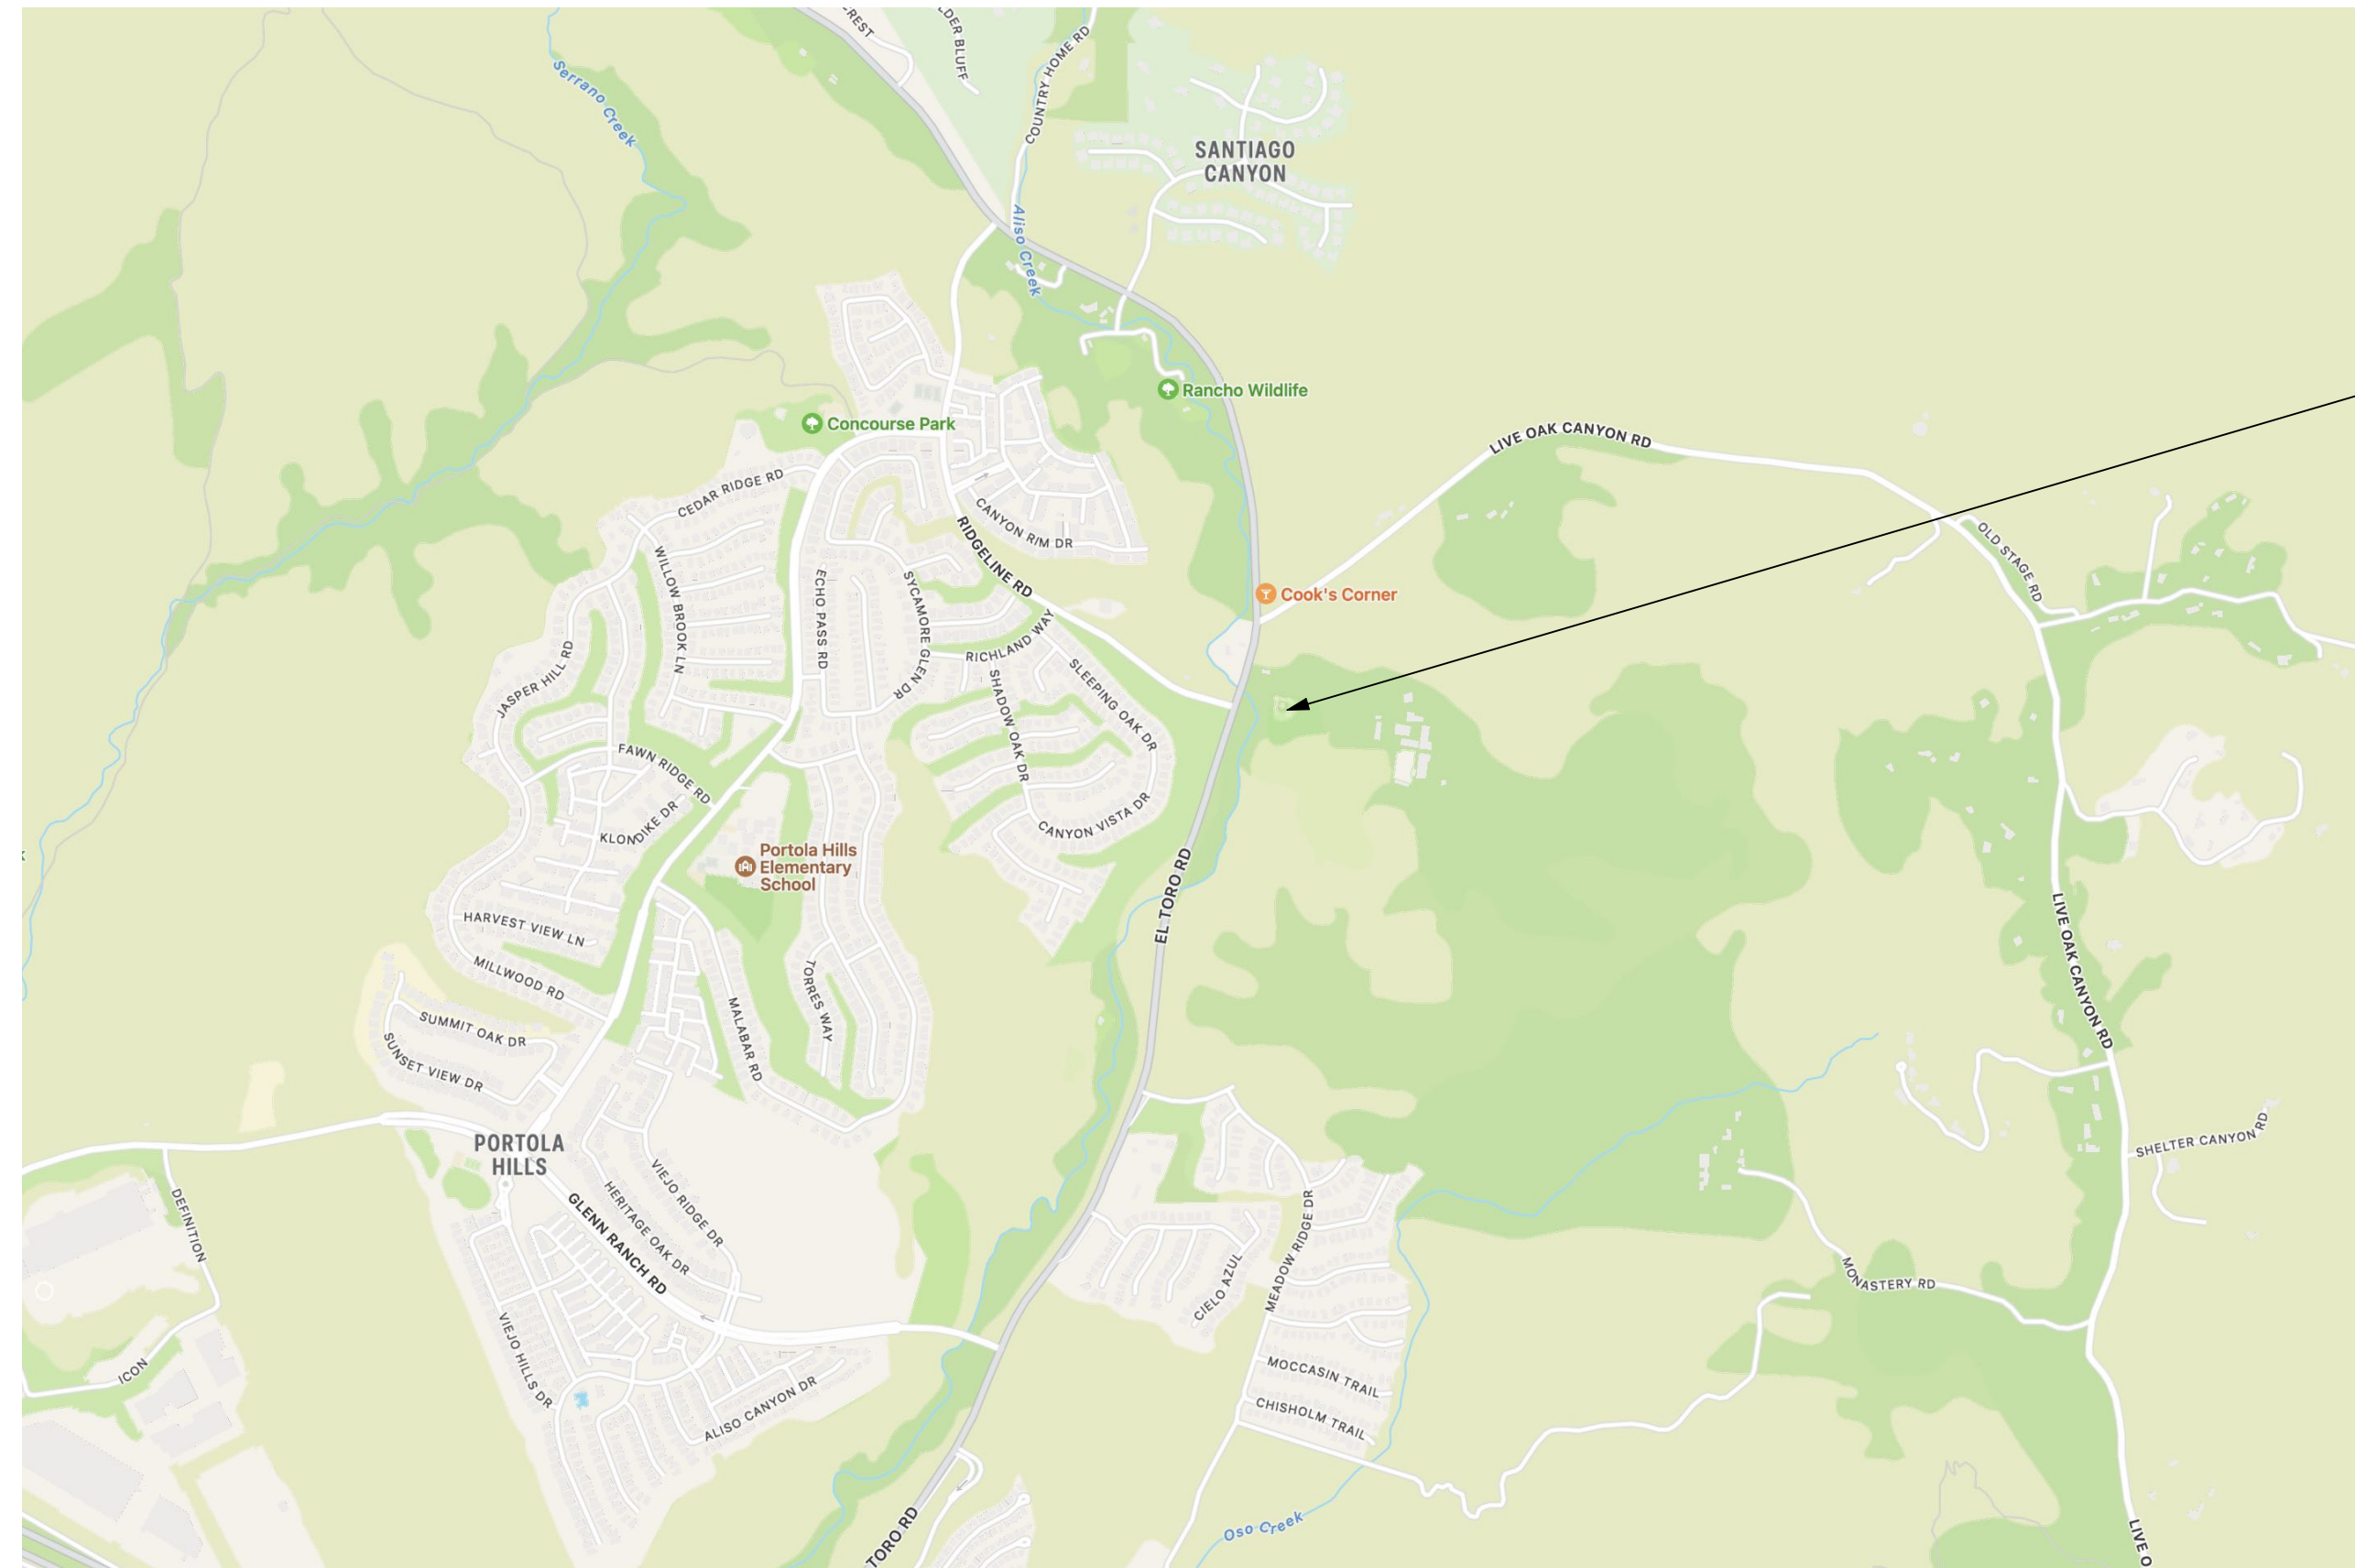 CREST
LDER BLUFF
COUNTRY HOME RD
Serrano Creek
SANTIAGO
CANYON
Aliso Creek
Rancho Wildlife
Concourse Park
LIVE OAK CANYON RD
CEDAR RIDGE RD
CANYON RIM DR
RIDGELINE RD
OLD STAGE RD
WILLOW BROOK LN
ECHO PASS RD
SYCAMORE GLEN DR
Cook's Corner
RICHLAND WAY
JASPER HILL RD
SHADOW OAK DR
SLEEPING OAK DR
FAWN RIDGE RD
KLONDIKE DR
CANYON VISTA DR
Portola Hills
Elementary
School
EL TORO RD
HARVEST VIEW LN
LIVE OAK CANYON RD
MILLWOOD RD
TORRES WAY
MALABAR RD
SUMMIT OAK DR
SUNSET VIEW DR
PORTOLA
HILLS
SHELTER CANYON RD
VIEJO RIDGE DR
HERITAGE OAK DR
DEFINITION
GLENN RANCH RD
MEADOW RIDGE DR
CIELO AZUL
MONASTERY RD
VIEJO HILLS DR
ICON
MOCCASIN TRAIL
ALISO CANYON DR
CHISHOLM TRAIL
Oso Creek
TORO RD
LIVE O